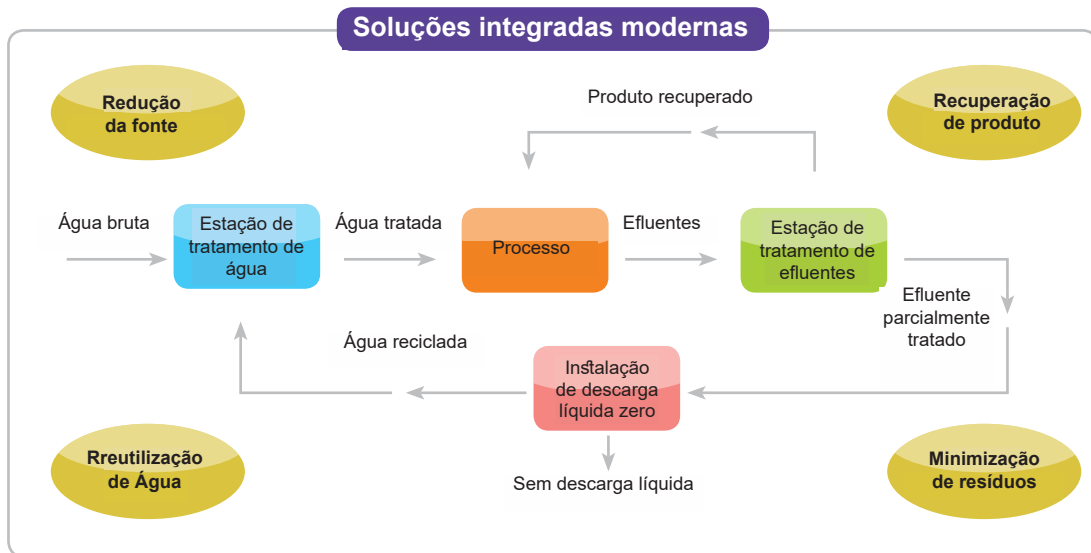 Soluções integradas modernas
Redução
da fonte
Produto recuperado
Recuperação
de produto
Água bruta
Estação de
tratamento de
água
Água tratada
Processo
Efluentes
Estação de
tratamento de
efluentes
Efluente
parcialmente
tratado
Água reciclada
Instalação
de descarga
líquida zero
Rreutilização
de Água
Sem descarga líquida
Minimização
de resíduos